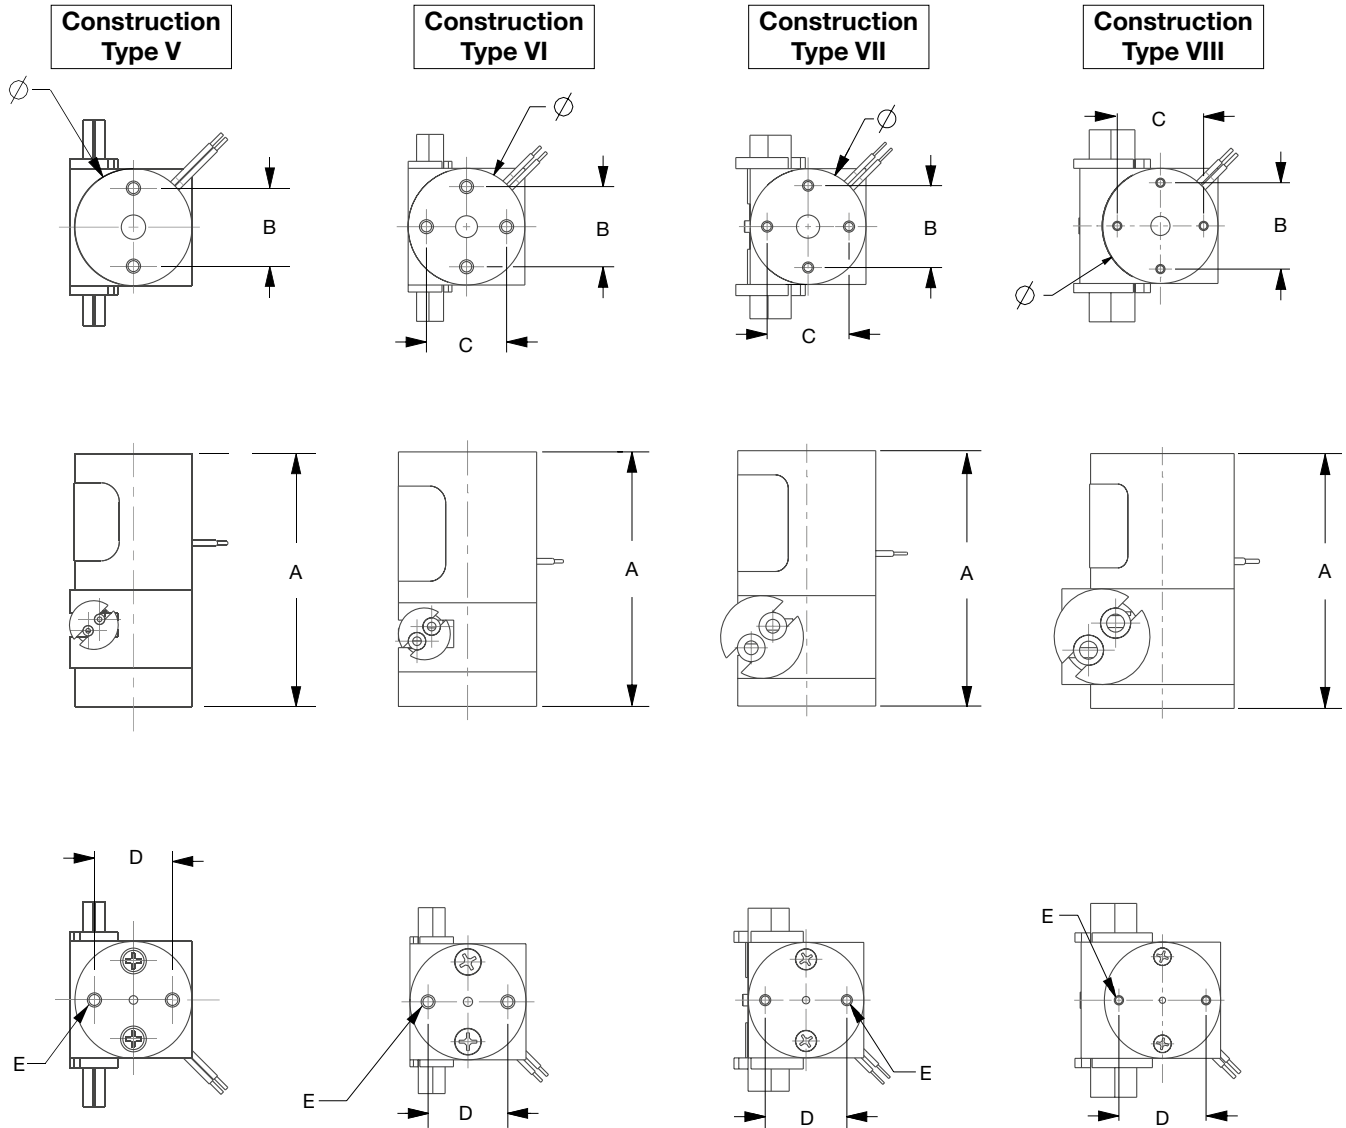 Construction
Type V
Construction
Type VI
Construction
Type VII
Construction
Type VIII
B
B
C
B
C
C
B
A
A
A
A
D
E
E
D
E
D
E
D